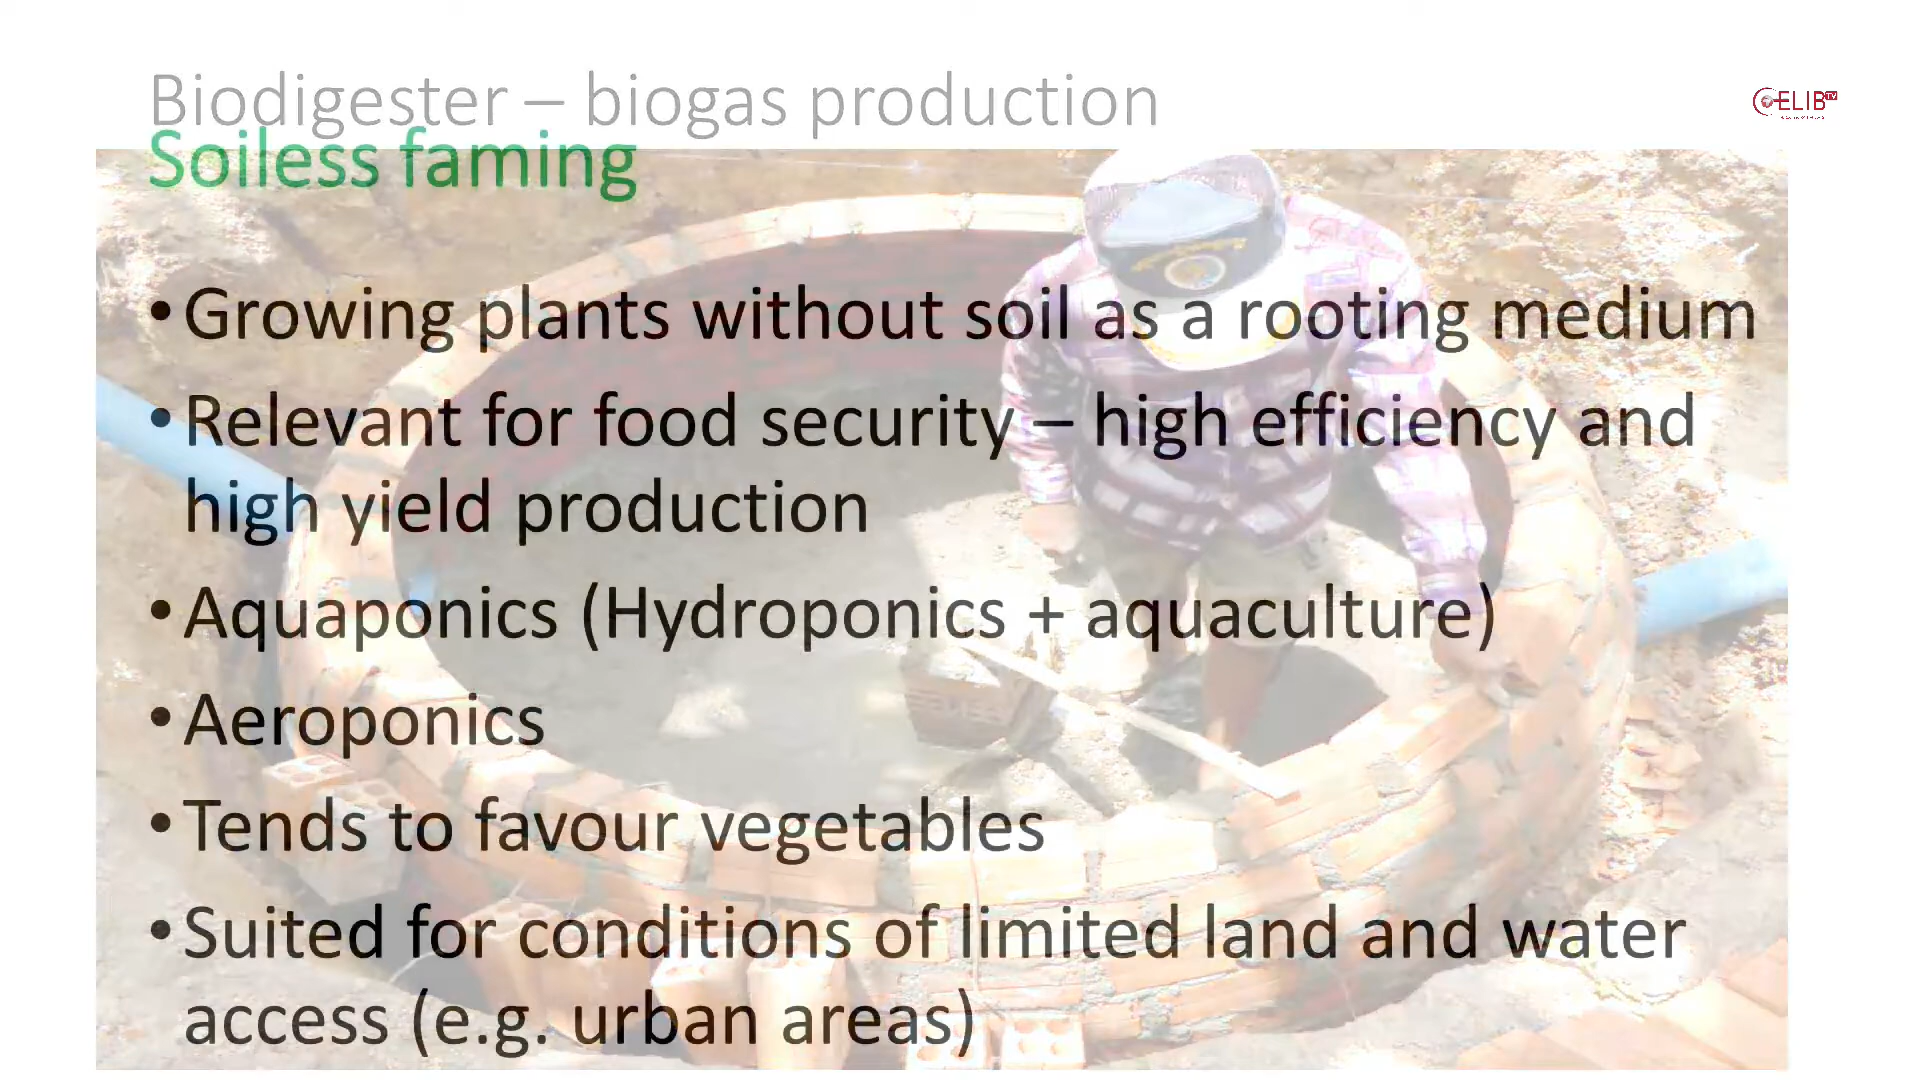 Biodigester – biogas production
CELIB TV
Soiless faming
• Growing plants without soil as a rooting medium
• Relevant for food security – high efficiency and
high yield production
• Aquaponics (Hydroponics + aquaculture)
• Aeroponics
• Tends to favour vegetables
• Suited for conditions of limited land and water
access (e.g. urban areas)